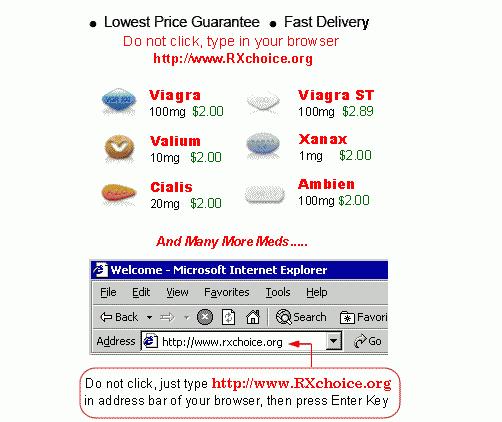 ● Lowest Price Guarantee ● Fast Delivery
Do not click, type in your browser
http://www.RXchoice.org
Viagra
100mg $2.00
Viagra ST
100mg $2.89
Valium
10mg $2.00
Xanax
1mg $2.00
Cialis
20mg $2.00
Ambien
100mg $2.00
And Many More Meds.....
Welcome - Microsoft Internet Explorer
File Edit View Favorites Tools Help
Back Search Favori
Address http://www.rxchoice.org Go
Do not click, just type http://www.RXchoice.org
in address bar of your browser, then press Enter Key